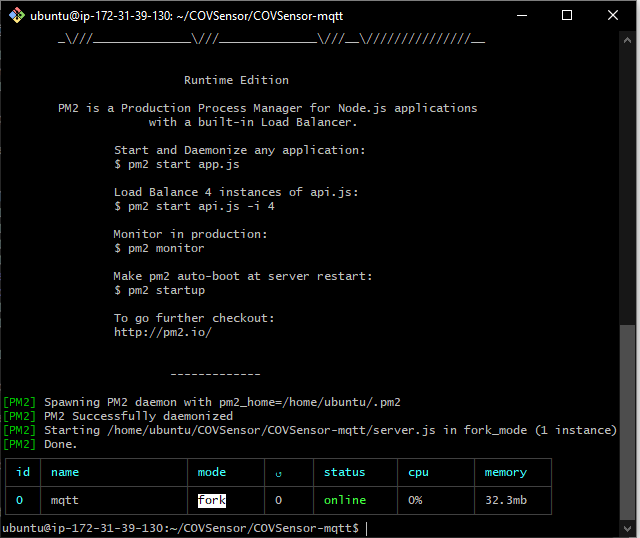 ubuntu@ip-172-31-39-130: ~/COVSensor/COVSensor-mqtt
_\///______________\///______________\///__\///////////////__
Runtime Edition
PM2 is a Production Process Manager for Node.js applications
with a built-in Load Balancer.
Start and Daemonize any application:
$ pm2 start app.js
Load Balance 4 instances of api.js:
$ pm2 start api.js -i 4
Monitor in production:
$ pm2 monitor
Make pm2 auto-boot at server restart:
$ pm2 startup
To go further checkout:
http://pm2.io/
-------------
[PM2] Spawning PM2 daemon with pm2_home=/home/ubuntu/.pm2
[PM2] PM2 Successfully daemonized
[PM2] Starting /home/ubuntu/COVSensor/COVSensor-mqtt/server.js in fork_mode (1 instance)
[PM2] Done.
id name mode ↺ status cpu memory
0 mqtt fork 0 online 0% 32.3mb
ubuntu@ip-172-31-39-130:~/COVSensor/COVSensor-mqtt$